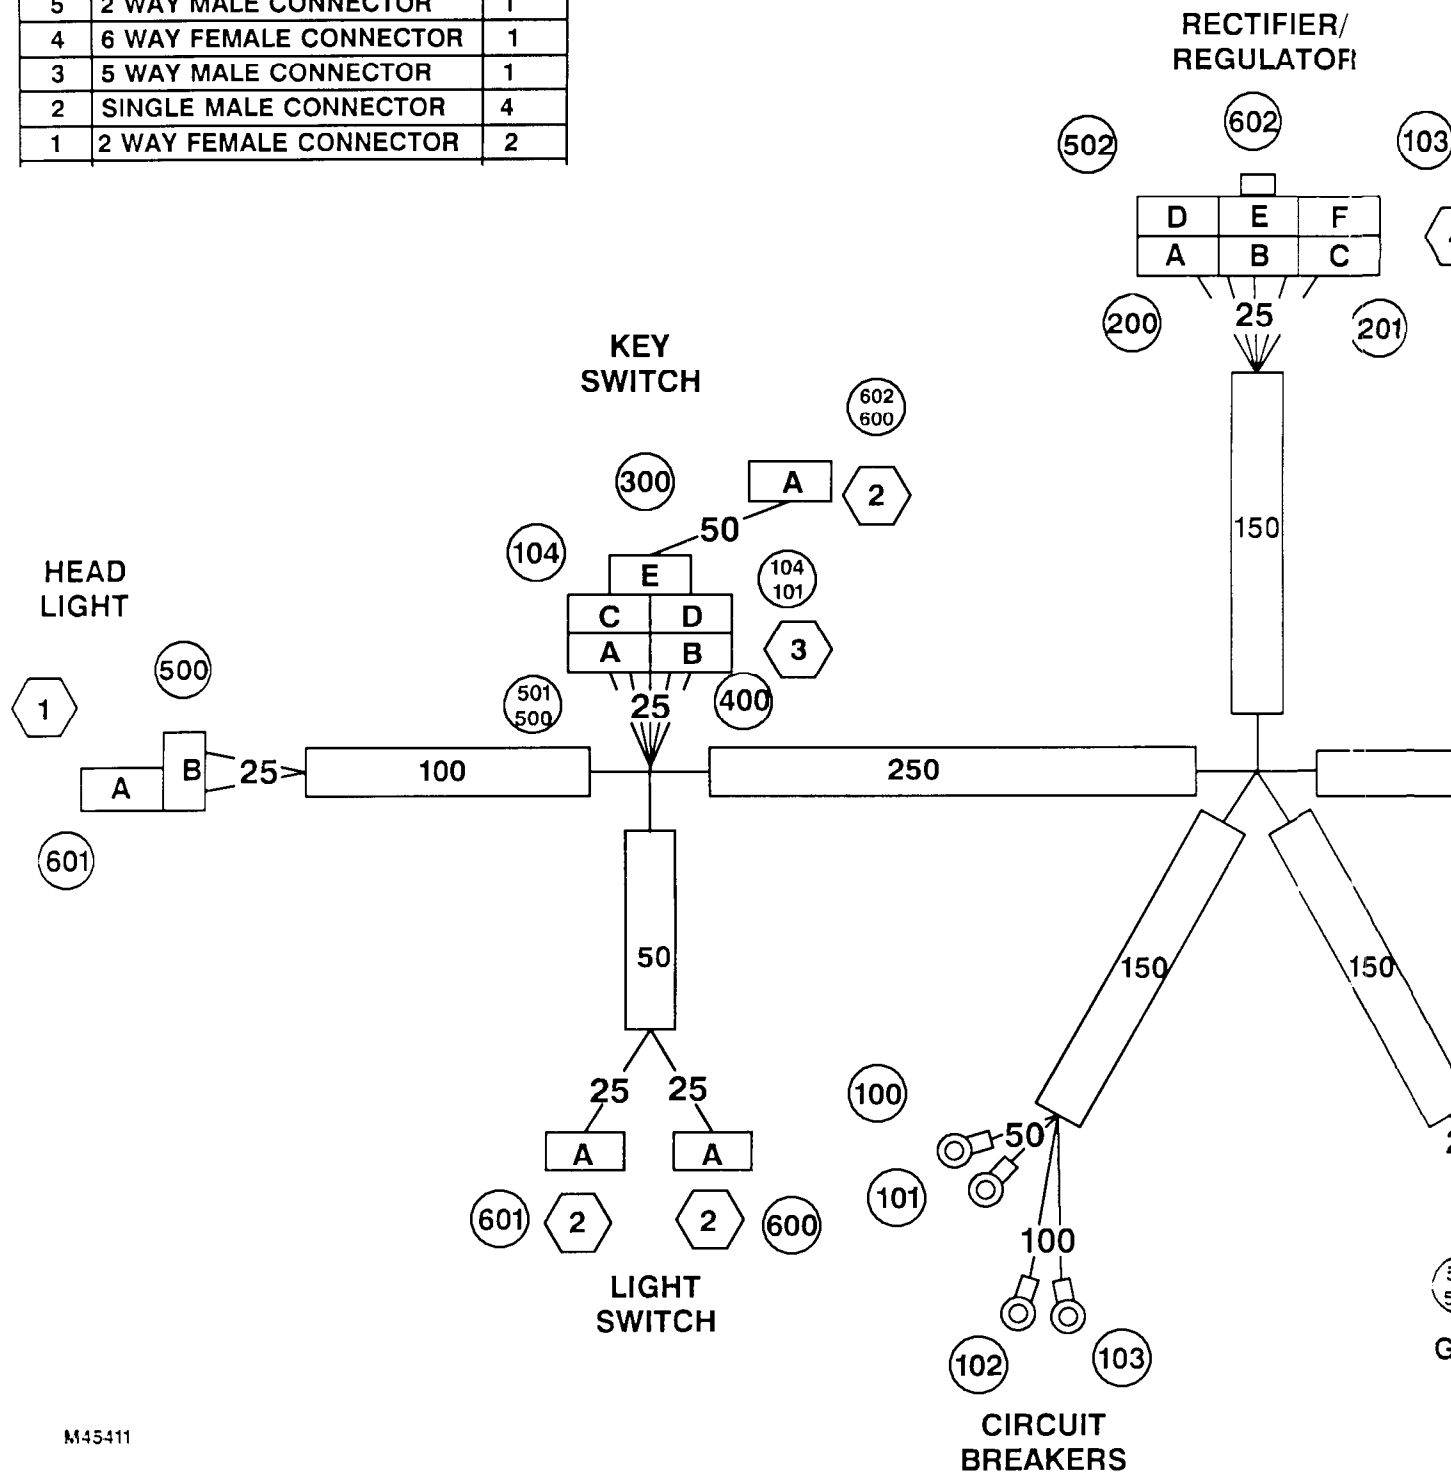 5 2 WAY MALE CONNECTOR 1
4 6 WAY FEMALE CONNECTOR 1
3 5 WAY MALE CONNECTOR 1
2 SINGLE MALE CONNECTOR 4
1 2 WAY FEMALE CONNECTOR 2
RECTIFIER/
REGULATOR
502
602
103
D E F
A B C
200
25
201
150
KEY
SWITCH
602
600
300
A
2
50
104
E
104
101
C D
A B
3
501
500
25
400
HEAD
LIGHT
500
1
A
B
25
100
250
601
50
25
25
A
A
601
2
2
600
LIGHT
SWITCH
150
150
100
50
101
100
102
103
CIRCUIT
BREAKERS
G
M45411